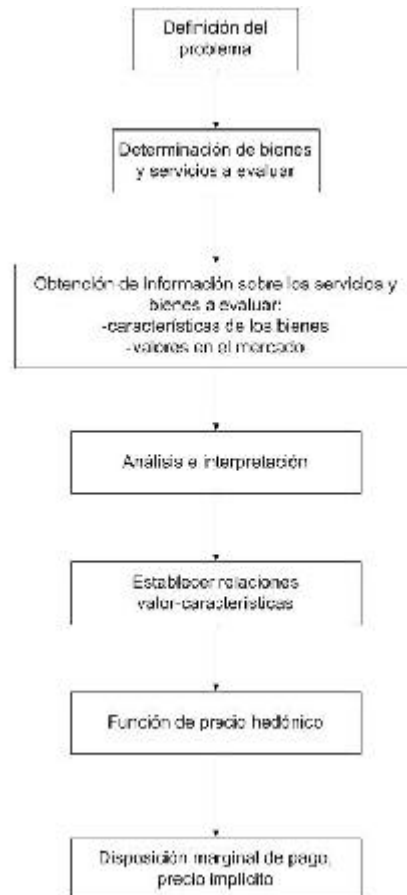 Definición del
problema
Determinación de bienes
y servicios a evaluar
Obtención de información sobre los servicios y
bienes a evaluar:
-características de los bienes
-valores en el mercado
Análisis e interpretación
Establecer relaciones
valor-características
Función de precio hedónico
Disposición marginal de pago,
precio implícito